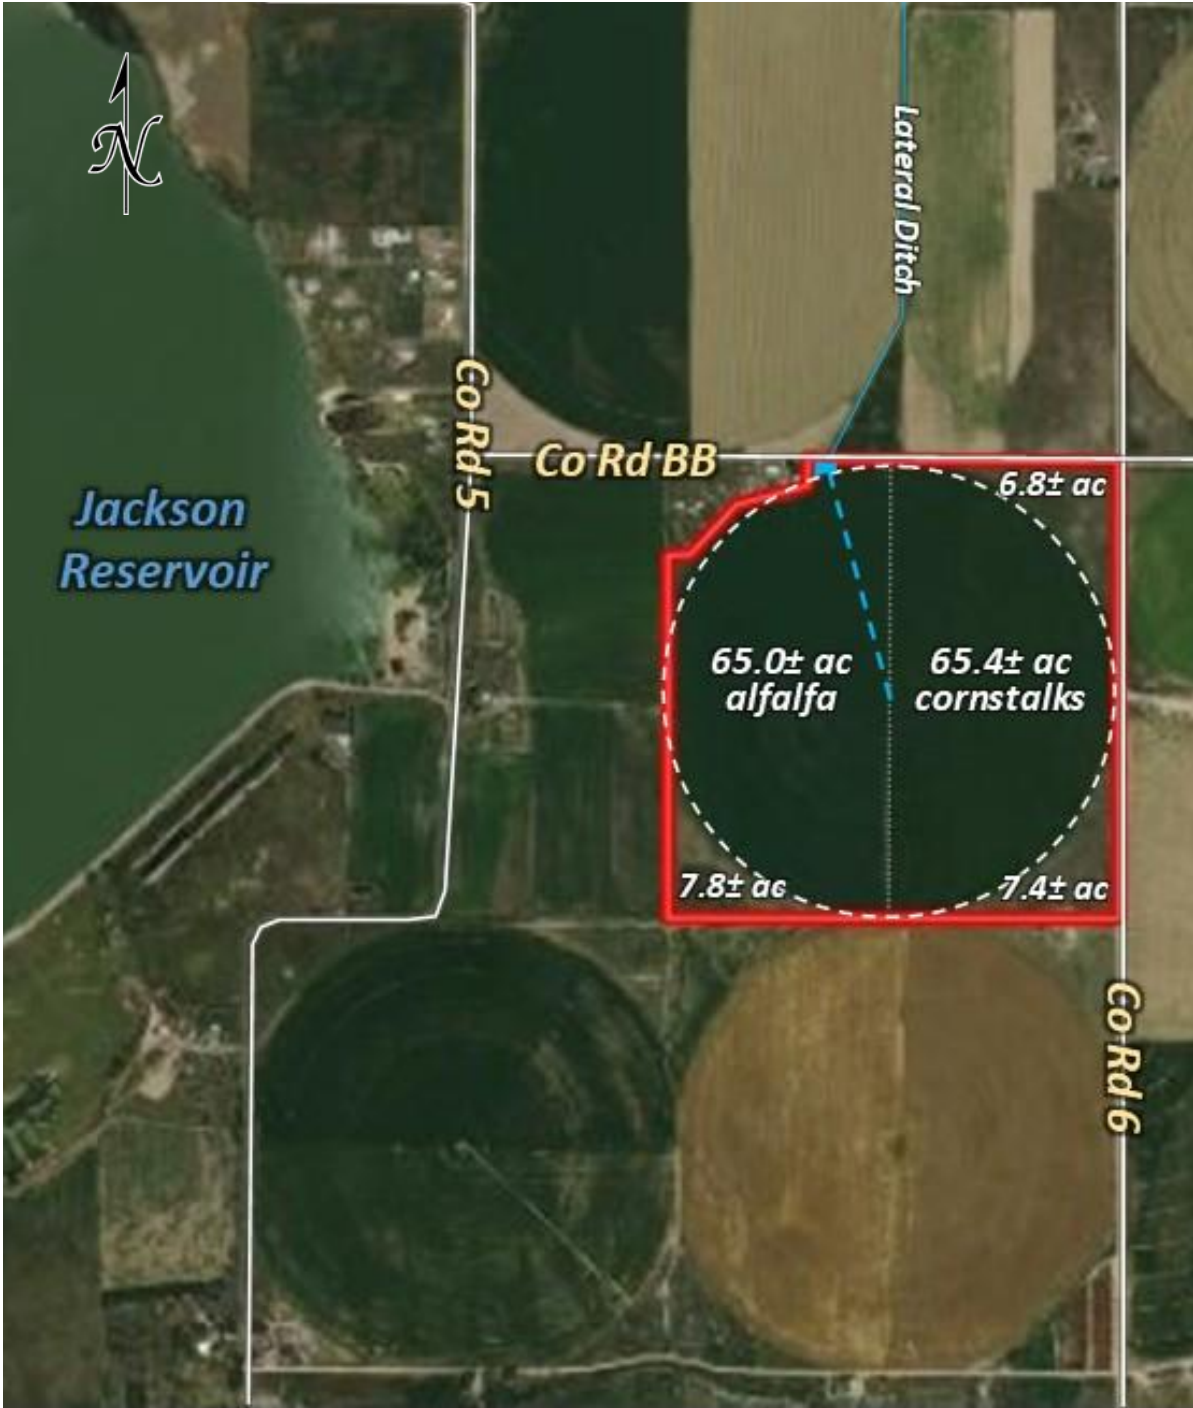 N
Lateral Ditch
Co Rd 5
Co Rd BB
6.8± ac
Jackson
Reservoir
65.0± ac
alfalfa
65.4± ac
cornstalks
7.8± ac
7.4± ac
Co Rd 6